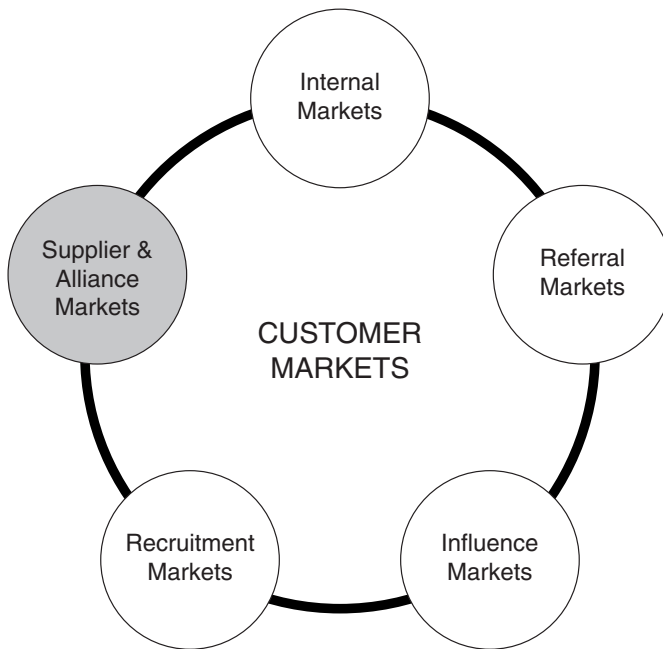 Internal
Markets
Supplier &
Alliance
Markets
Referral
Markets
CUSTOMER
MARKETS
Recruitment
Markets
Influence
Markets